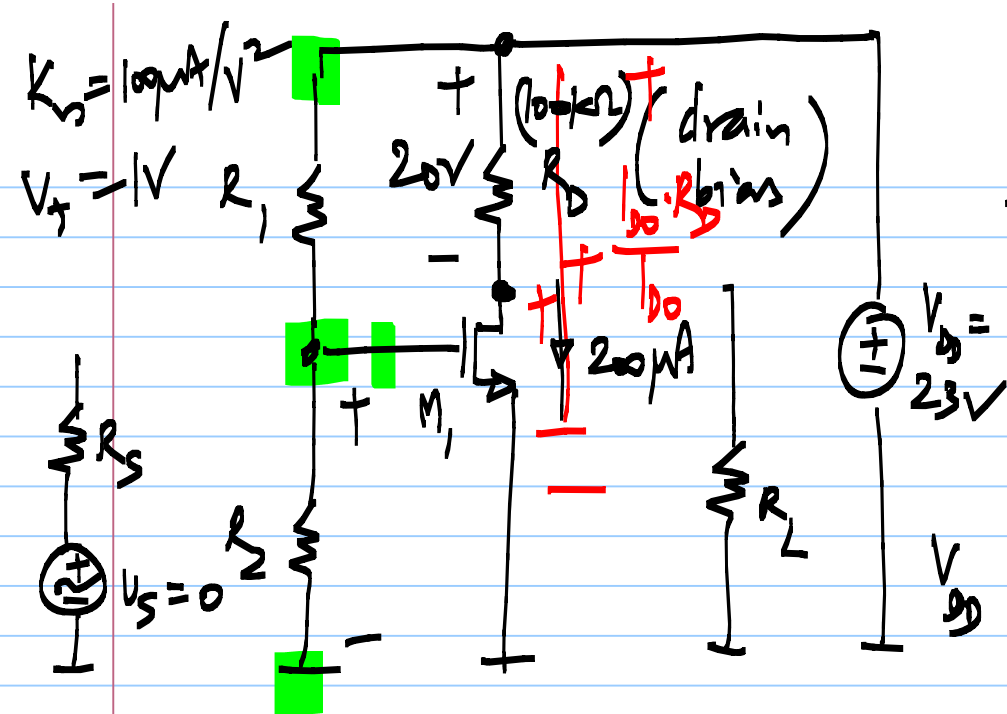 Kn = 100μA/V²
VT = 1V
R1
20V
(100kΩ)
RD
(drain bias)
IDO·RD
IDO
200μA
VDD = 23V
M1
RS
R2
RL
vS = 0
VDD